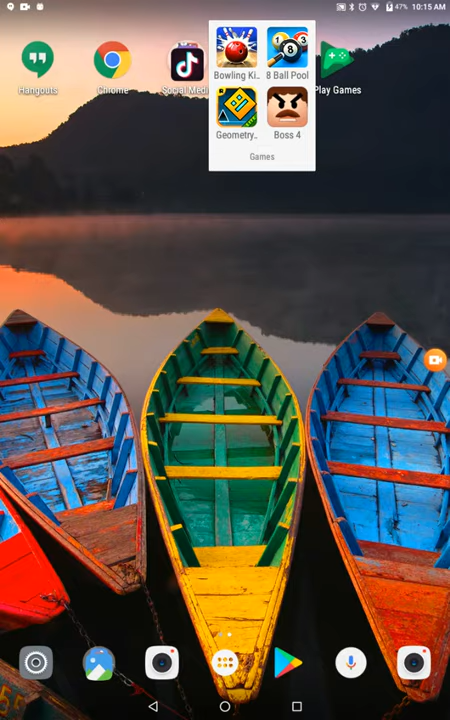 47% 10:15 AM
Hangouts
Chrome
Social Medi
Bowling Ki..
8 Ball Pool
Play Games
Geometry..
Boss 4
Games